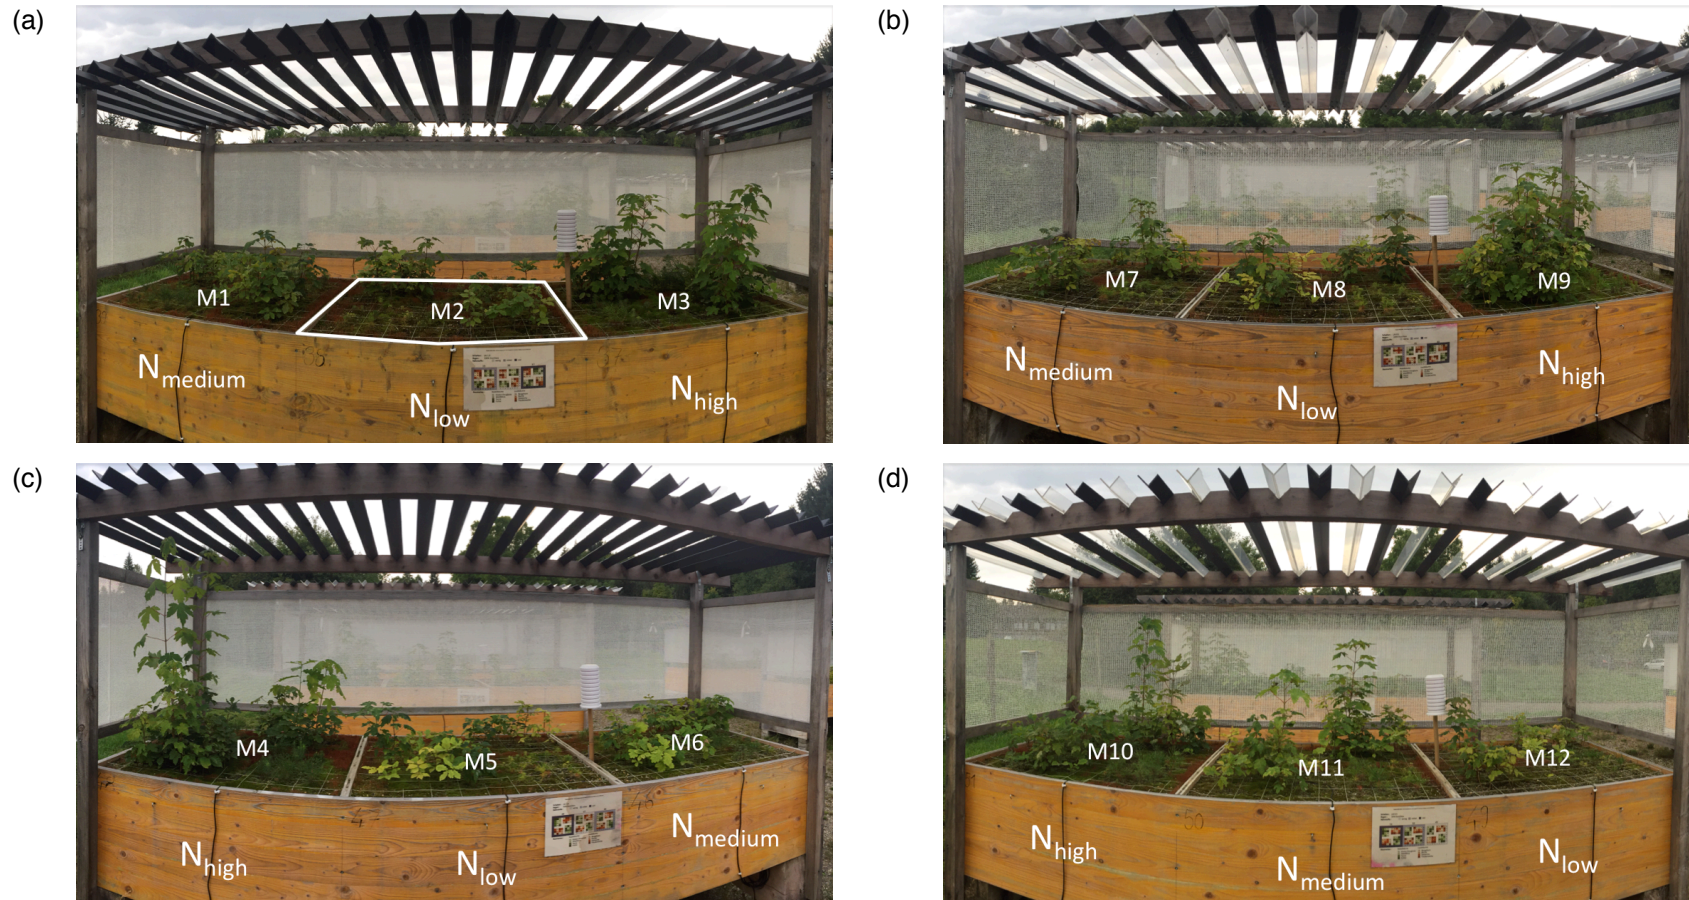 (a)
M1
M2
M3
Nmedium
Nlow
Nhigh
(b)
M7
M8
M9
Nmedium
Nlow
Nhigh
(c)
M4
M5
M6
Nhigh
Nlow
Nmedium
(d)
M10
M11
M12
Nhigh
Nmedium
Nlow